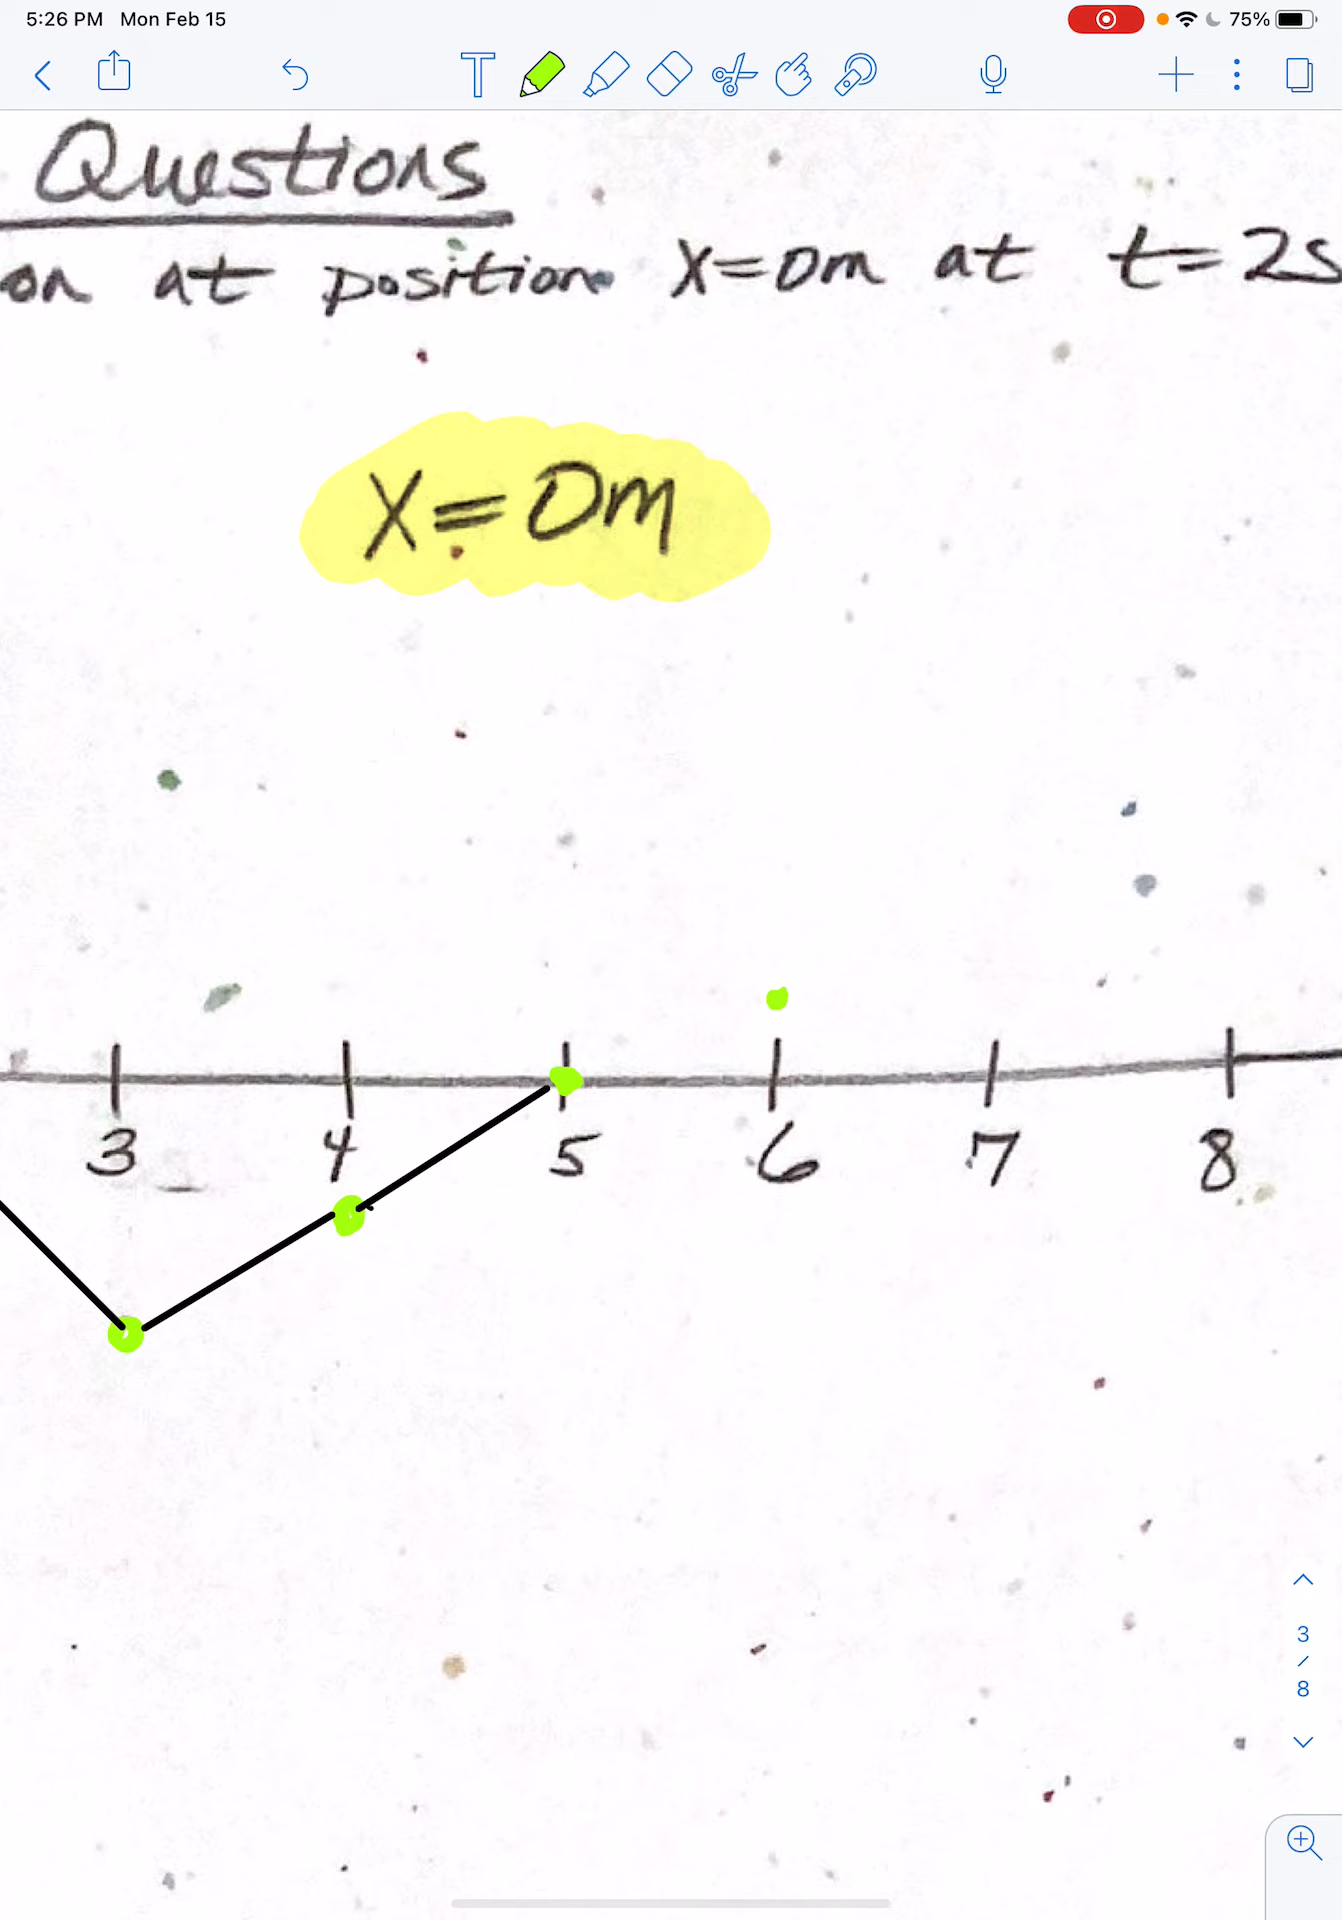 5:26 PM Mon Feb 15 75%
T
Questions
on at position X=0m at t=2s
X=0m
3 4 5 6 7 8
3
/
8